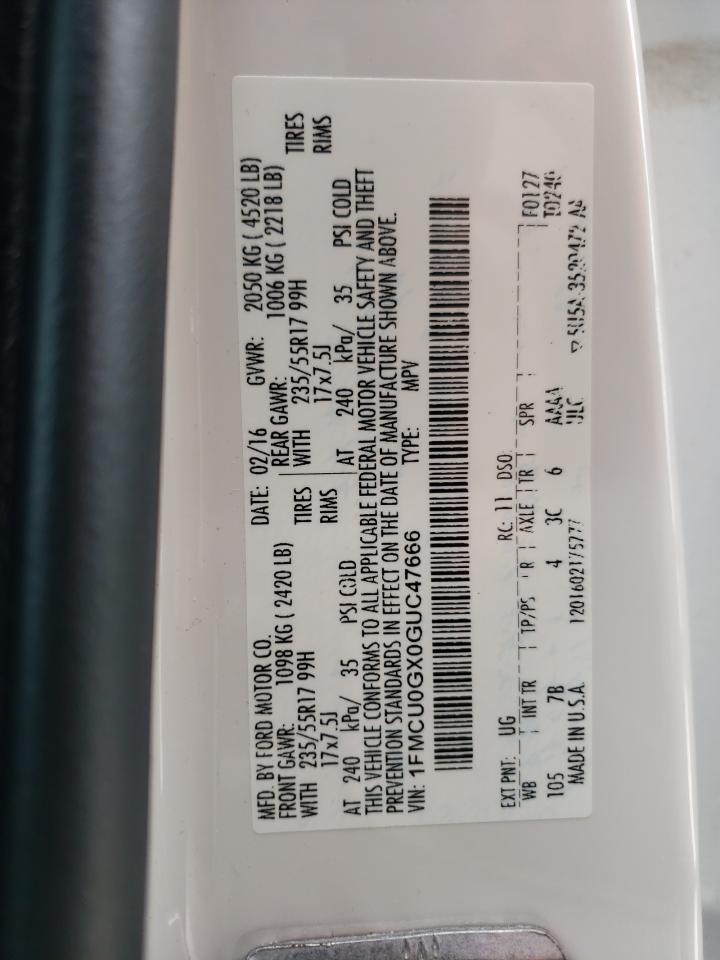 MFD. BY FORD MOTOR CO. DATE: 02/16 GVWR: 2050 KG ( 4520 LB)
FRONT GAWR: 1098 KG ( 2420 LB) REAR GAWR: 1006 KG ( 2218 LB)
WITH 235/55R17 99H TIRES WITH 235/55R17 99H TIRES
17x7.5J RIMS 17x7.5J RIMS
AT 240 kPa/ 35 PSI COLD AT 240 kPa/ 35 PSI COLD
THIS VEHICLE CONFORMS TO ALL APPLICABLE FEDERAL MOTOR VEHICLE SAFETY AND THEFT
PREVENTION STANDARDS IN EFFECT ON THE DATE OF MANUFACTURE SHOWN ABOVE.
VIN: 1FMCU0GX0GUC47666 TYPE: MPV
EXT PNT: UG RC: 11 DSO:
WB INT TR TP/PS R AXLE TR SPR F0127
105 7B 4 3C 6 AAAA T0246
MADE IN U.S.A. ULC